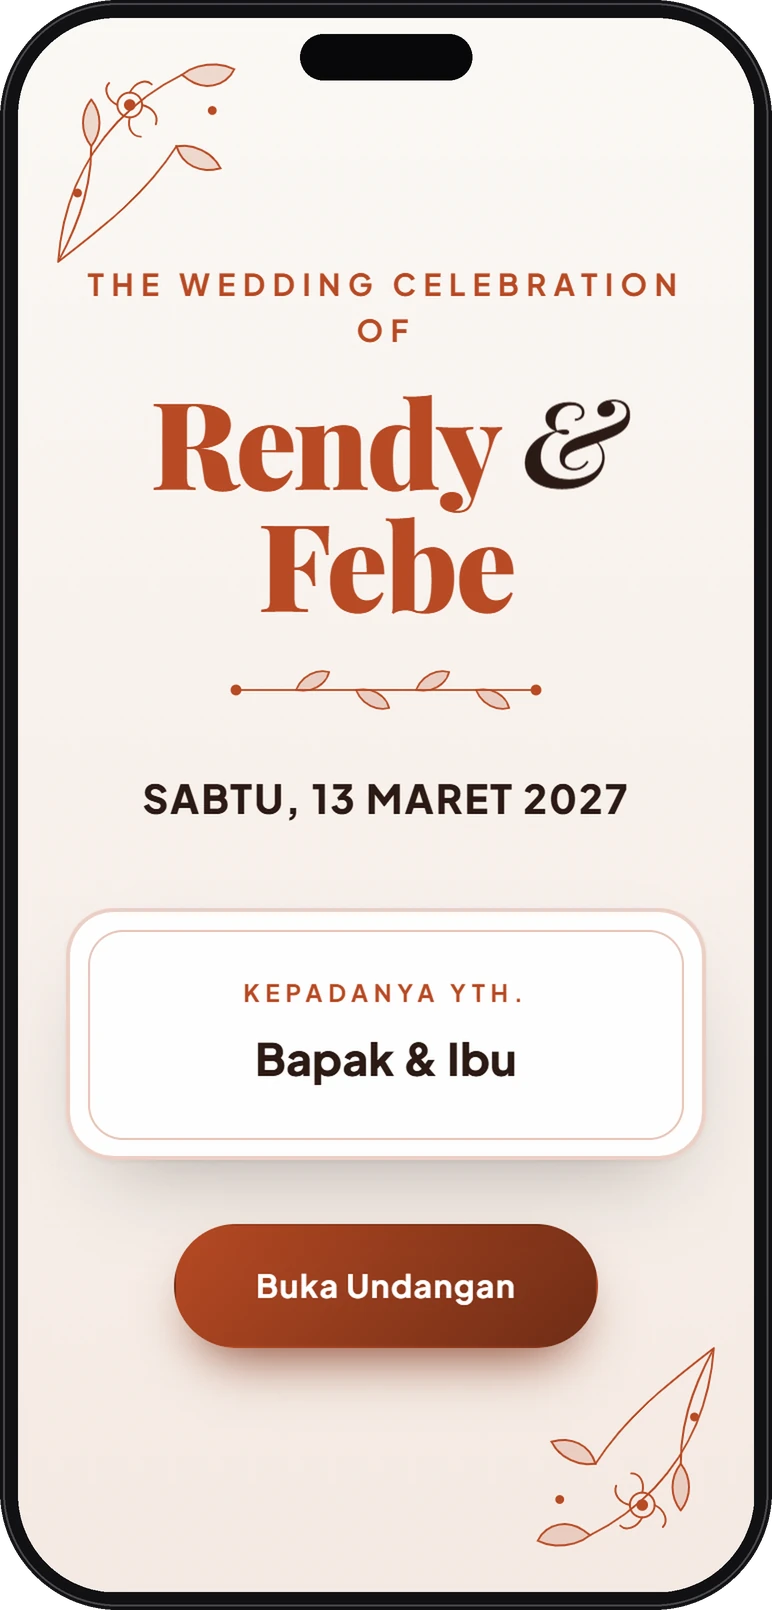 THE WEDDING CELEBRATION
OF
Rendy &
Febe
SABTU, 13 MARET 2027
KEPADANYA YTH.
Bapak & Ibu
Buka Undangan